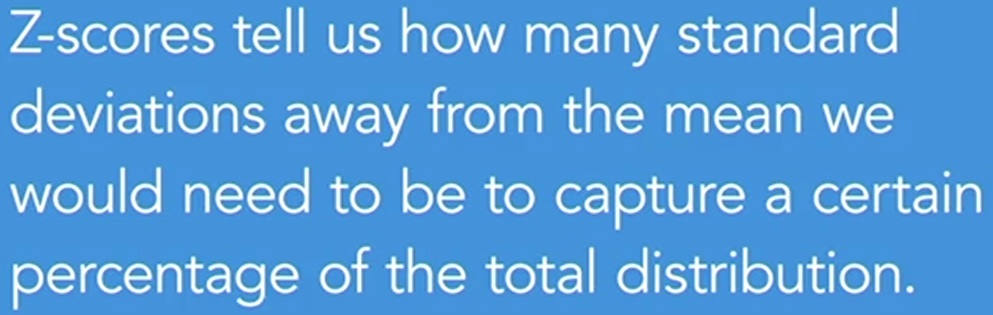 Z-scores tell us how many standard
deviations away from the mean we
would need to be to capture a certain
percentage of the total distribution.